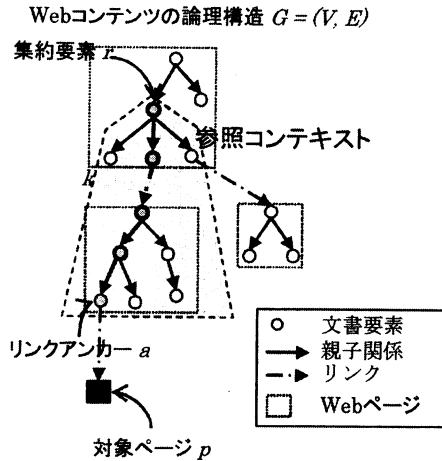 Webコンテンツの論理構造 G = (V, E)
集約要素 r
参照コンテキスト
k
リンクアンカー a
対象ページ p
文書要素
親子関係
リンク
Webページ